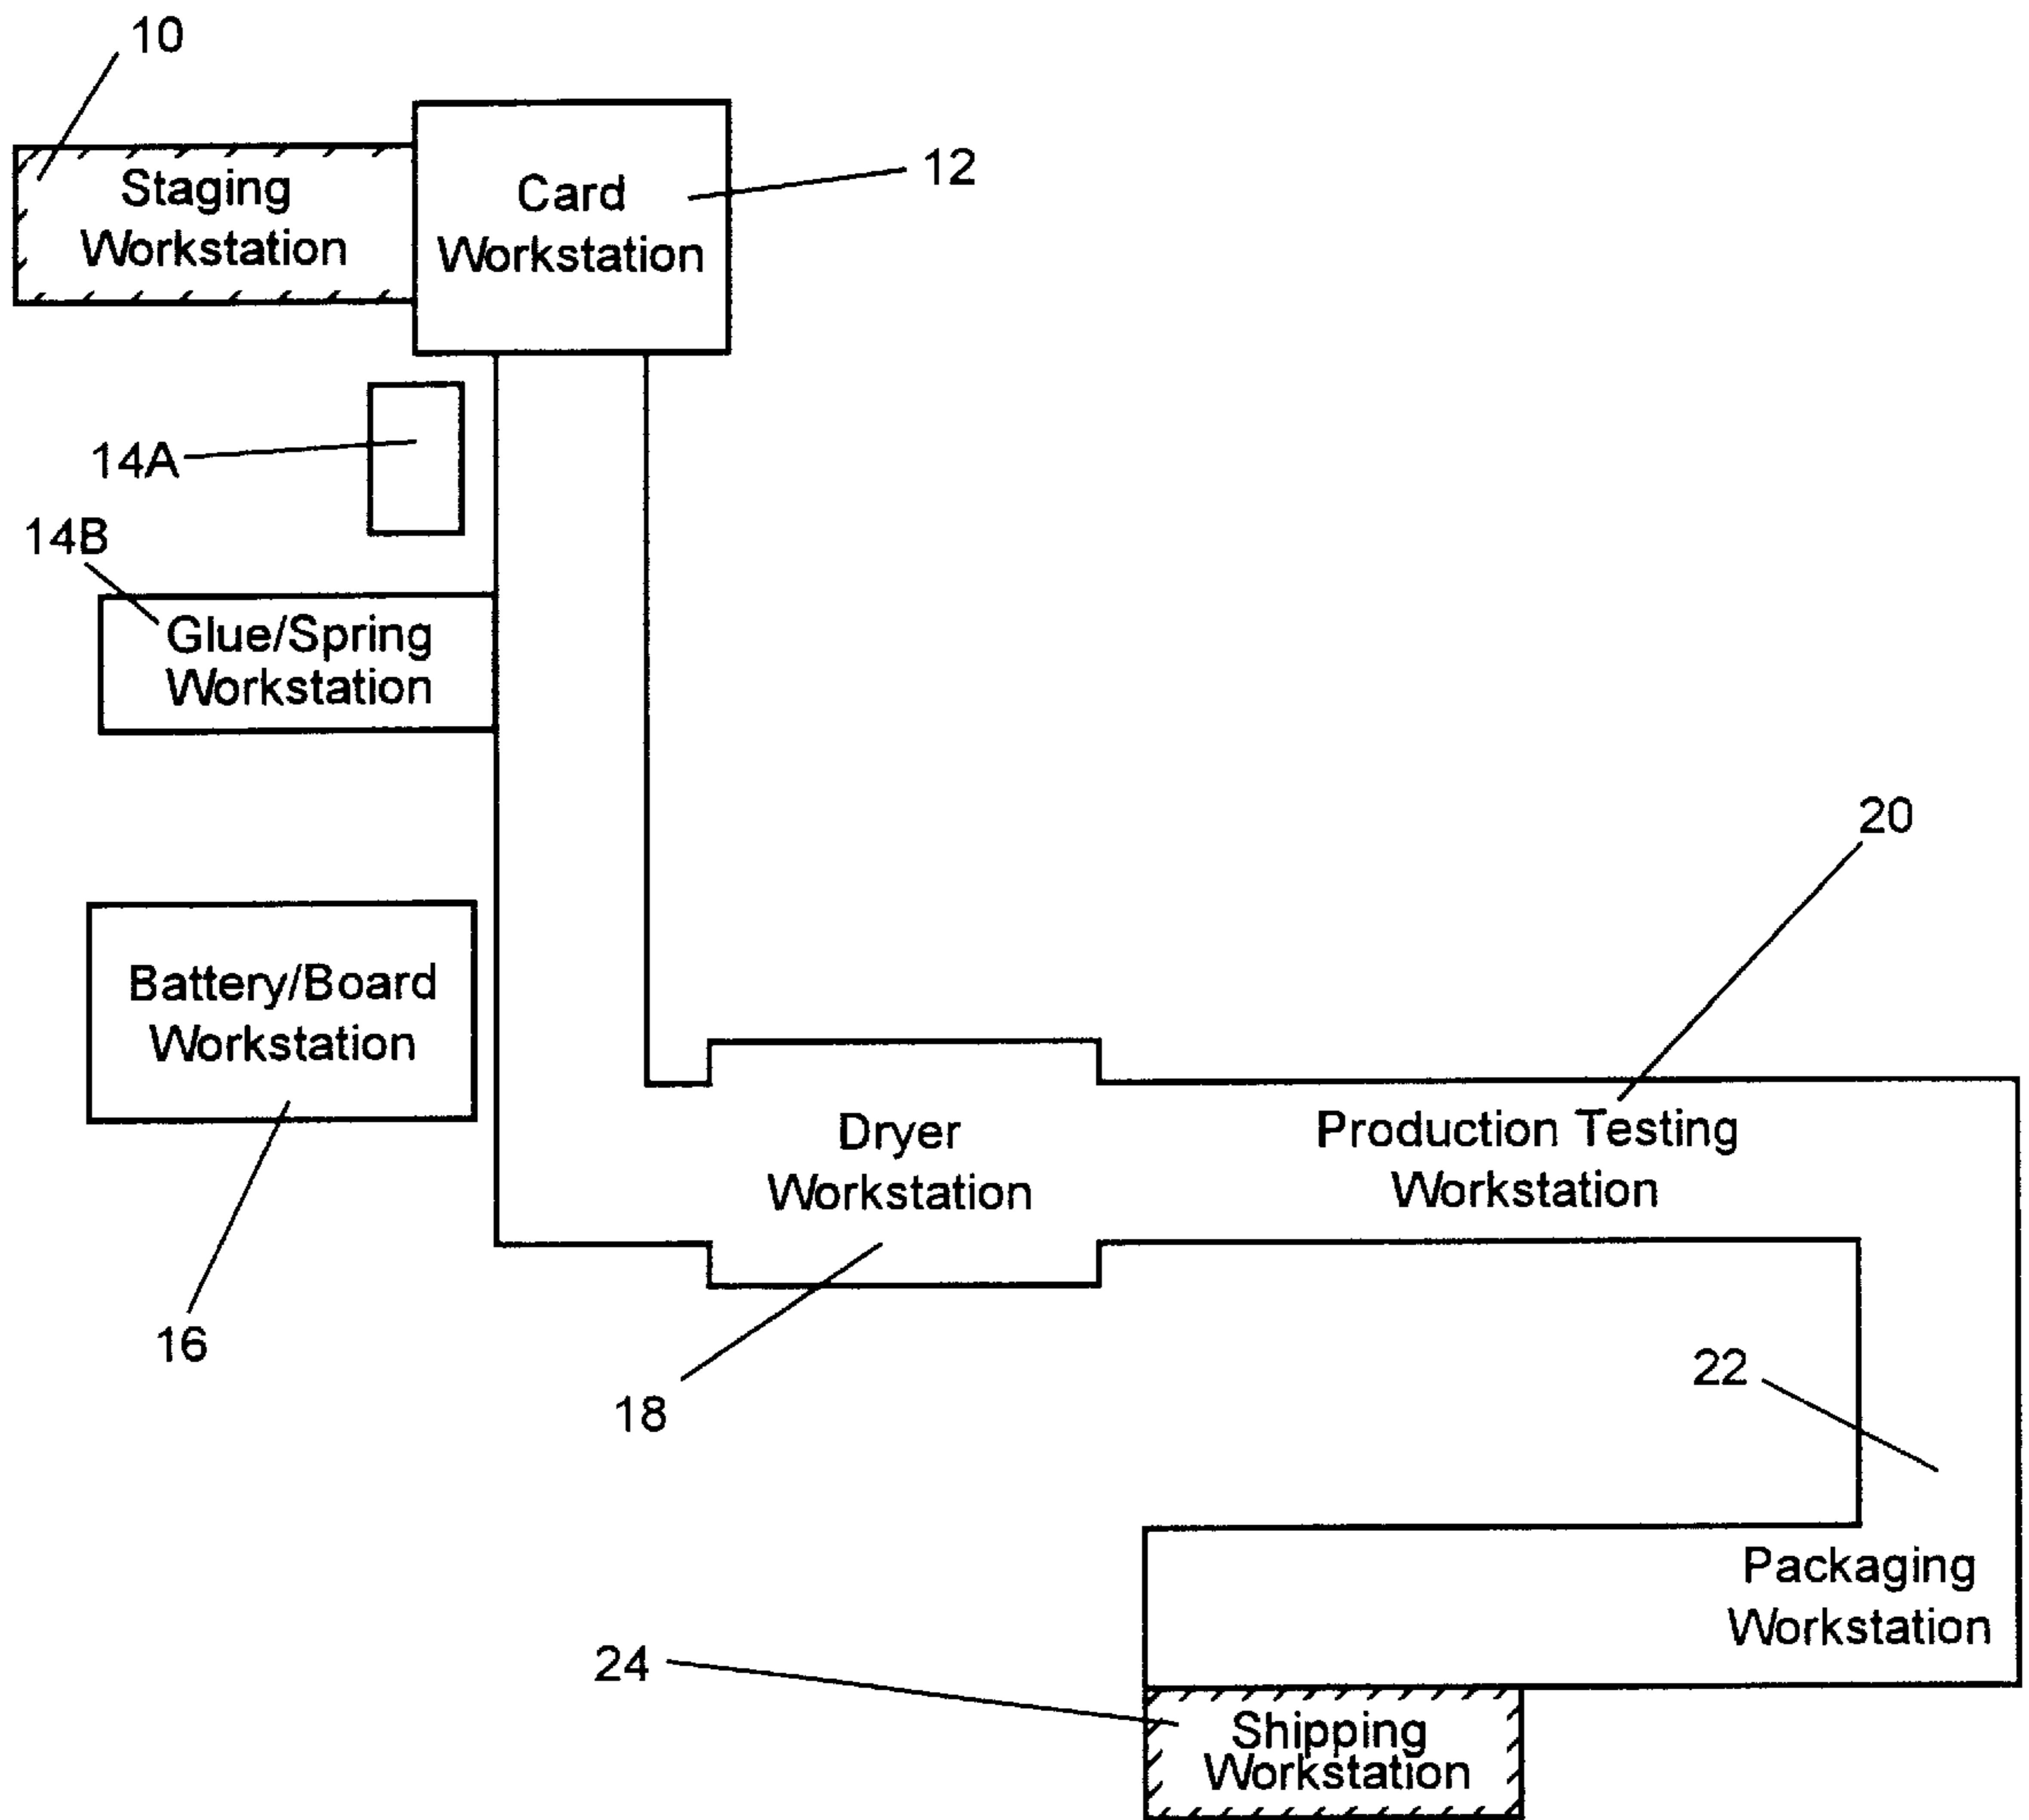 10
Staging
Workstation
Card
Workstation
12
14A
14B
Glue/Spring
Workstation
Battery/Board
Workstation
16
Dryer
Workstation
18
Production Testing
Workstation
20
22
Packaging
Workstation
24
Shipping
Workstation